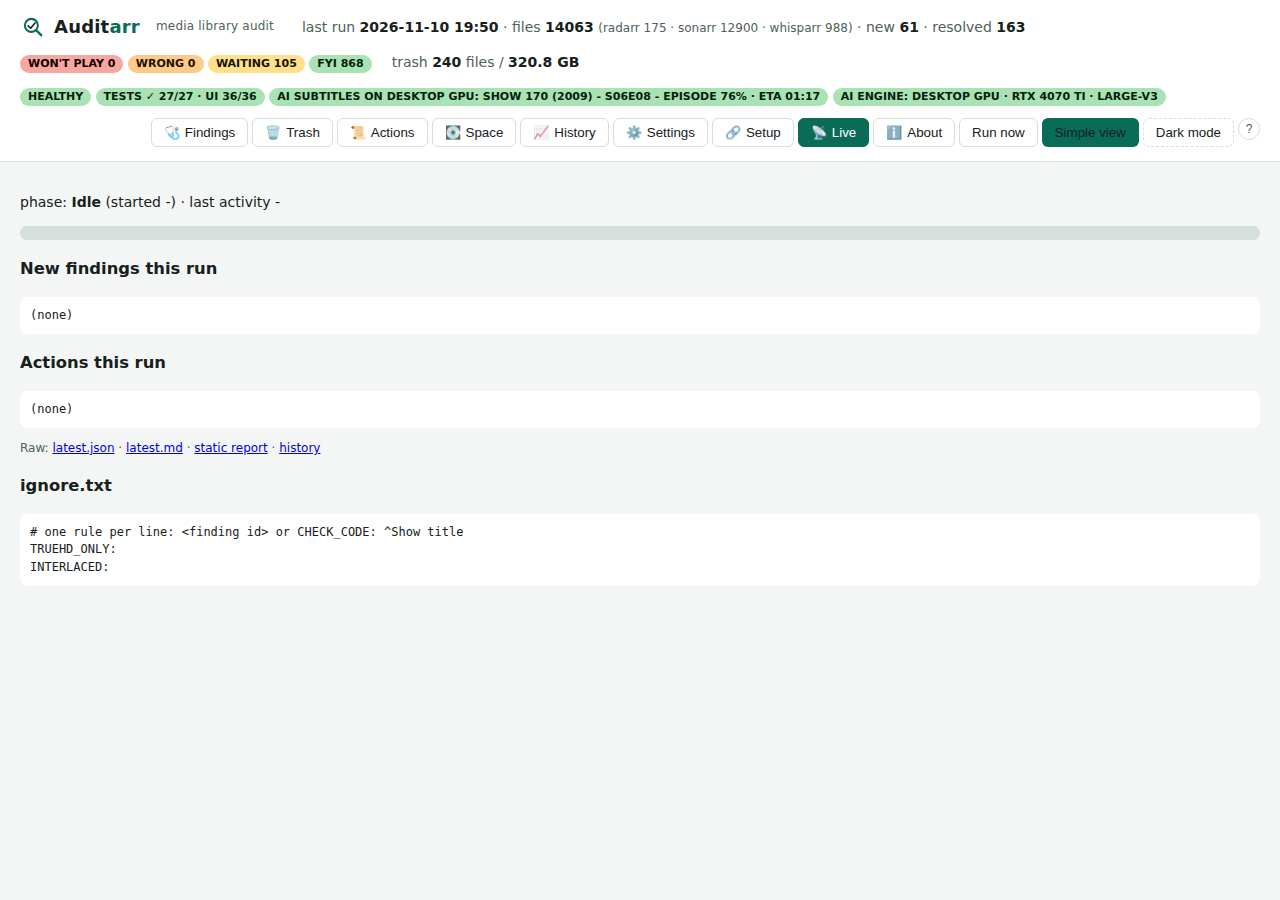 Auditarr media library audit last run 2026-11-10 19:50 · files 14063 (radarr 175 · sonarr 12900 · whisparr 988) · new 61 · resolved 163
WON'T PLAY 0 WRONG 0 WAITING 105 FYI 868 trash 240 files / 320.8 GB
HEALTHY TESTS ✓ 27/27 · UI 36/36 AI SUBTITLES ON DESKTOP GPU: SHOW 170 (2009) - S06E08 - EPISODE 76% · ETA 01:17 AI ENGINE: DESKTOP GPU · RTX 4070 TI · LARGE-V3
Findings Trash Actions Space History Settings Setup Live About Run now Simple view Dark mode ?
phase: Idle (started -) · last activity -
New findings this run
(none)
Actions this run
(none)
Raw: latest.json · latest.md · static report · history
ignore.txt
# one rule per line: <finding id> or CHECK_CODE: ^Show title
TRUEHD_ONLY:
INTERLACED: